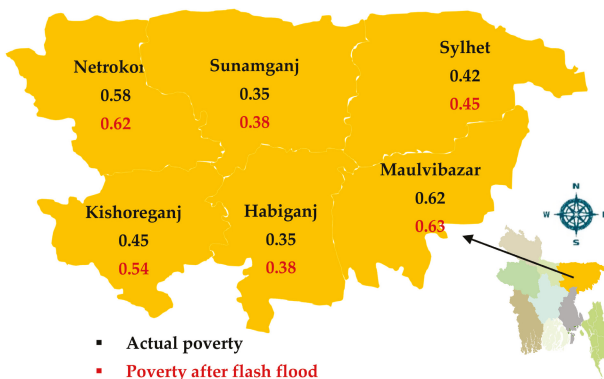 Netrokon
0.58
0.62
Sunamganj
0.35
0.38
Sylhet
0.42
0.45
Kishoreganj
0.45
0.54
Habiganj
0.35
0.38
Maulvibazar
0.62
0.63
N
W
S
▪ Actual poverty
▪ Poverty after flash flood